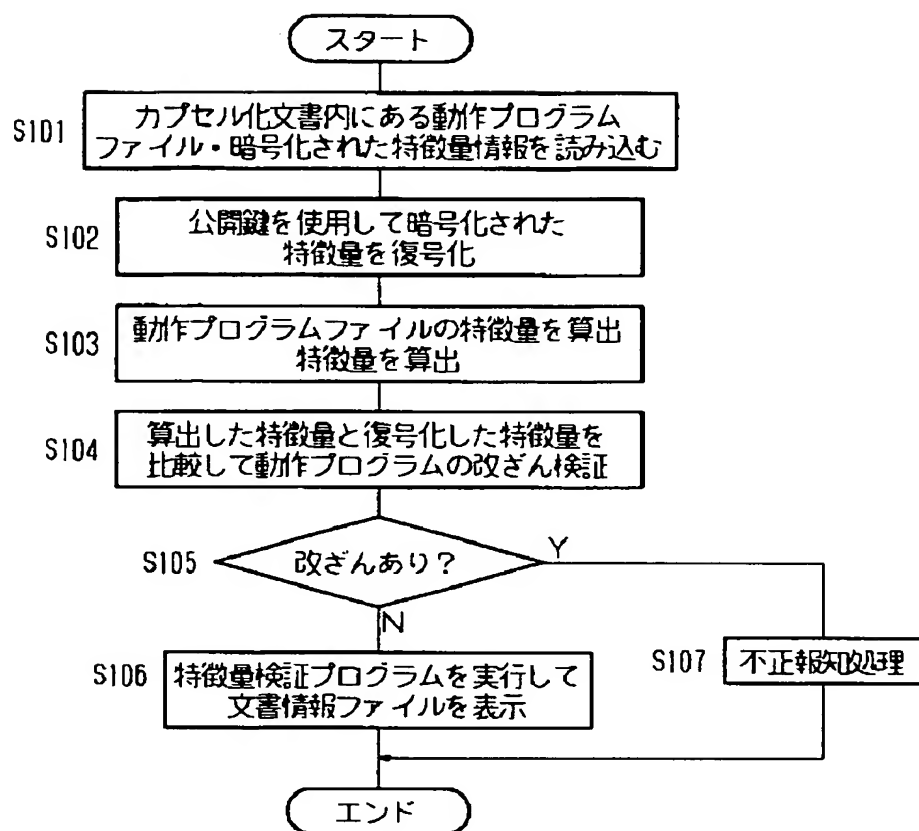 スタート
S101
カプセル化文書内にある動作プログラム
ファイル・暗号化された特徴量情報を読み込む
S102
公開鍵を使用して暗号化された
特徴量を復号化
S103
動作プログラムファイルの特徴量を算出
特徴量を算出
S104
算出した特徴量と復号化した特徴量を
比較して動作プログラムの改ざん検証
S105
改ざんあり?
Y
N
S106
特徴量検証プログラムを実行して
文書情報ファイルを表示
S107
不正報知処理
エンド